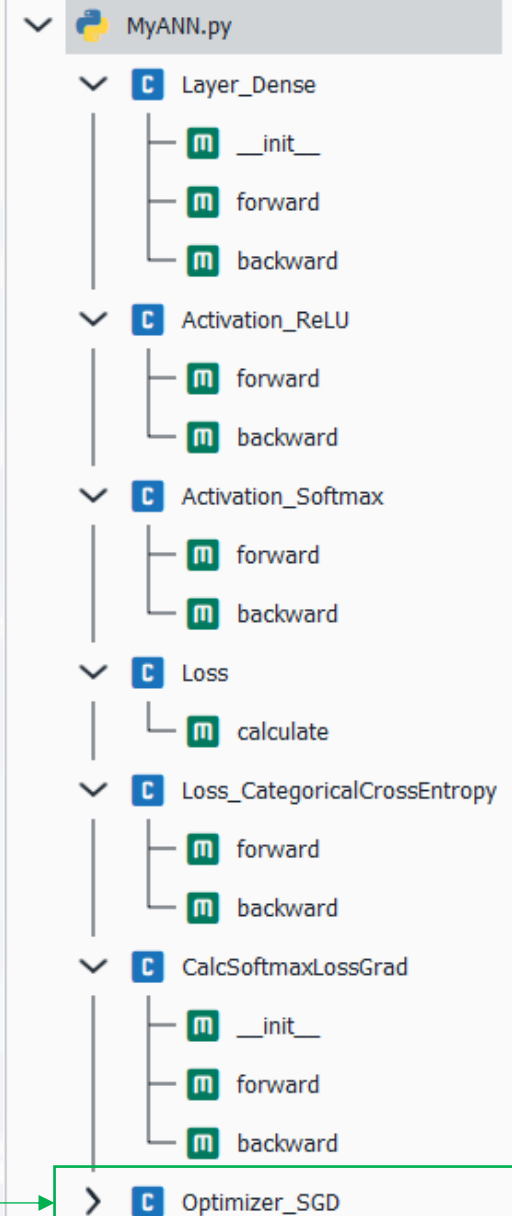 MyANN.py
C Layer_Dense
m __init__
m forward
m backward
C Activation_ReLU
m forward
m backward
C Activation_Softmax
m forward
m backward
C Loss
m calculate
C Loss_CategoricalCrossEntropy
m forward
m backward
C CalcSoftmaxLossGrad
m __init__
m forward
m backward
C Optimizer_SGD